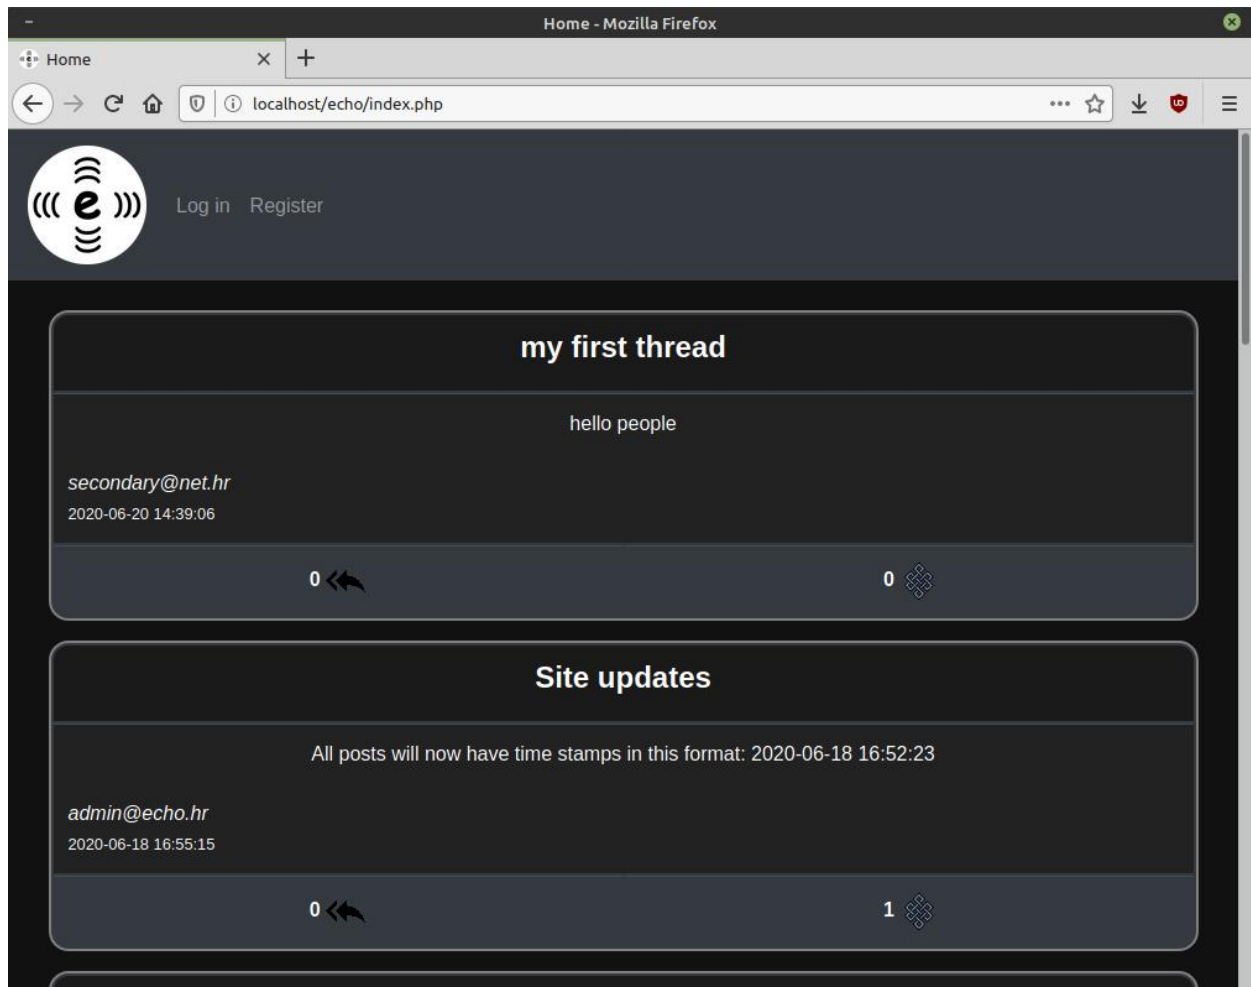 Home - Mozilla Firefox
Home
localhost/echo/index.php
((( e )))
Log in Register
my first thread
hello people
secondary@net.hr
2020-06-20 14:39:06
0
0
Site updates
All posts will now have time stamps in this format: 2020-06-18 16:52:23
admin@echo.hr
2020-06-18 16:55:15
0
1